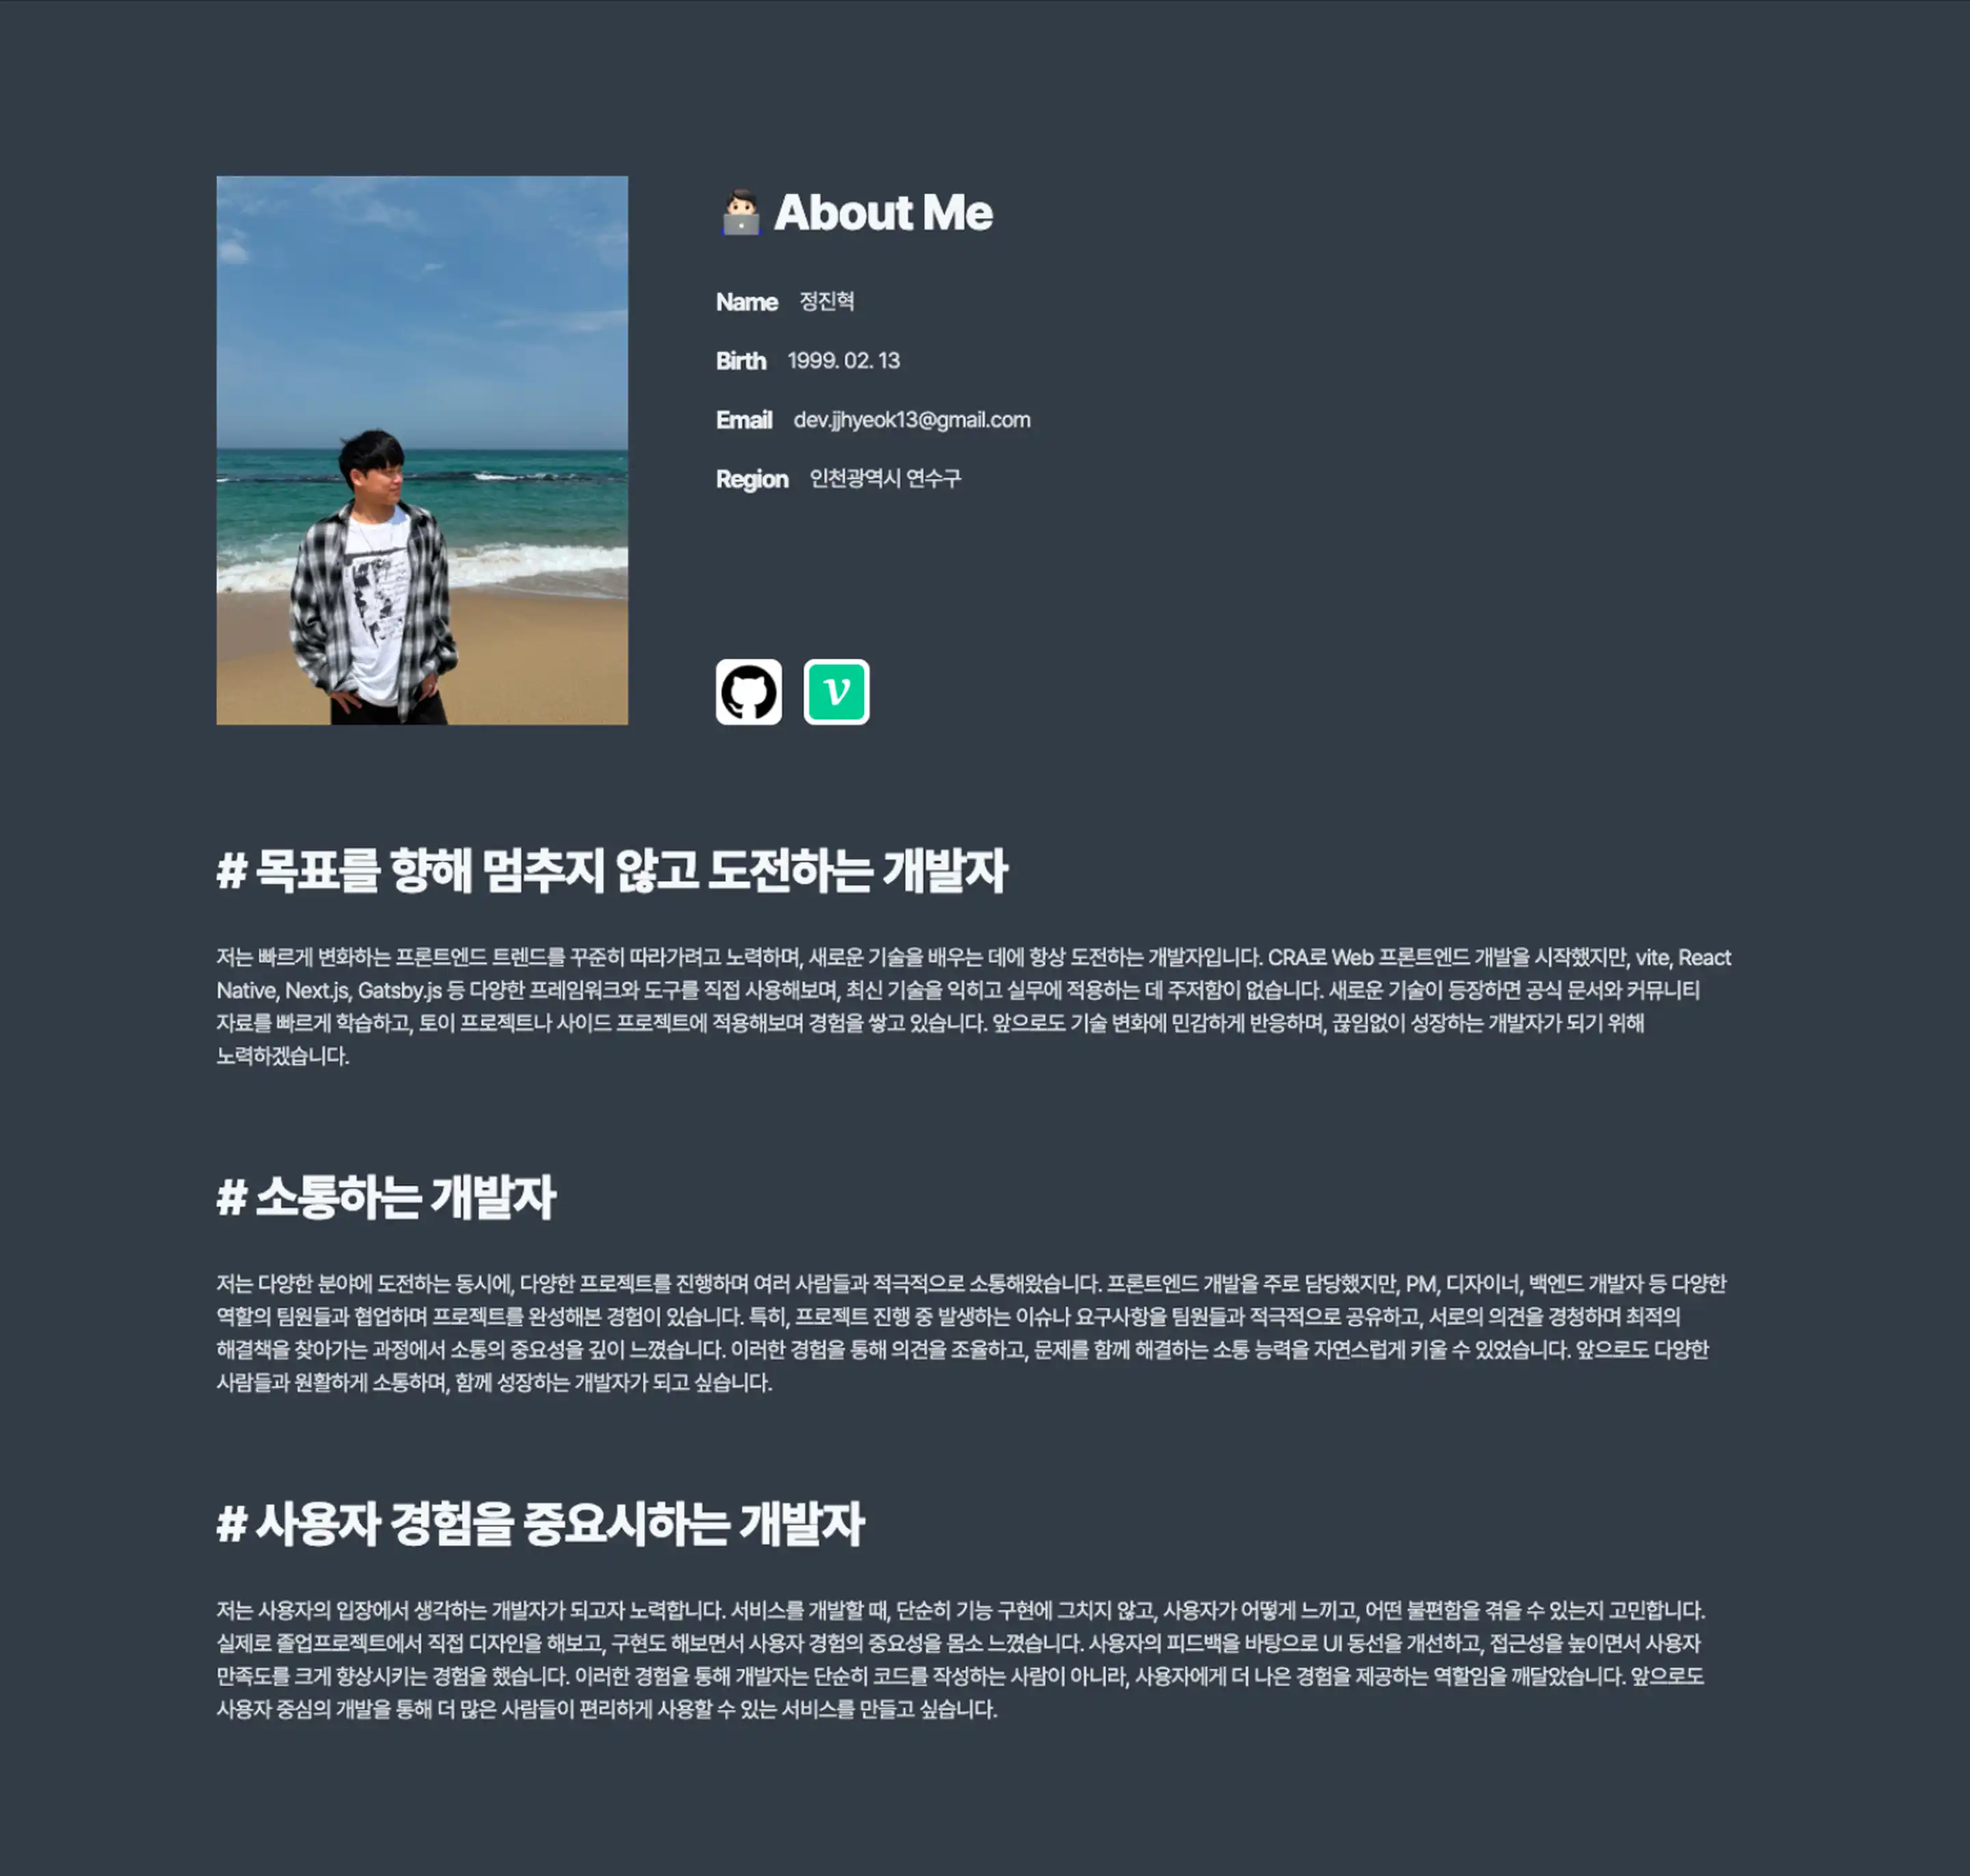 About Me
Name 정진혁
Birth 1999. 02. 13
Email dev.jjhyeok13@gmail.com
Region 인천광역시 연수구
v
# 목표를 향해 멈추지 않고 도전하는 개발자
저는 빠르게 변화하는 프론트엔드 트렌드를 꾸준히 따라가려고 노력하며, 새로운 기술을 배우는 데에 항상 도전하는 개발자입니다. CRA로 Web 프론트엔드 개발을 시작했지만, vite, React
Native, Next.js, Gatsby.js 등 다양한 프레임워크와 도구를 직접 사용해보며, 최신 기술을 익히고 실무에 적용하는 데 주저함이 없습니다. 새로운 기술이 등장하면 공식 문서와 커뮤니티
자료를 빠르게 학습하고, 토이 프로젝트나 사이드 프로젝트에 적용해보며 경험을 쌓고 있습니다. 앞으로도 기술 변화에 민감하게 반응하며, 끊임없이 성장하는 개발자가 되기 위해
노력하겠습니다.
# 소통하는 개발자
저는 다양한 분야에 도전하는 동시에, 다양한 프로젝트를 진행하며 여러 사람들과 적극적으로 소통해왔습니다. 프론트엔드 개발을 주로 담당했지만, PM, 디자이너, 백엔드 개발자 등 다양한
역할의 팀원들과 협업하며 프로젝트를 완성해본 경험이 있습니다. 특히, 프로젝트 진행 중 발생하는 이슈나 요구사항을 팀원들과 적극적으로 공유하고, 서로의 의견을 경청하며 최적의
해결책을 찾아가는 과정에서 소통의 중요성을 깊이 느꼈습니다. 이러한 경험을 통해 의견을 조율하고, 문제를 함께 해결하는 소통 능력을 자연스럽게 키울 수 있었습니다. 앞으로도 다양한
사람들과 원활하게 소통하며, 함께 성장하는 개발자가 되고 싶습니다.
# 사용자 경험을 중요시하는 개발자
저는 사용자의 입장에서 생각하는 개발자가 되고자 노력합니다. 서비스를 개발할 때, 단순히 기능 구현에 그치지 않고, 사용자가 어떻게 느끼고, 어떤 불편함을 겪을 수 있는지 고민합니다.
실제로 졸업프로젝트에서 직접 디자인을 해보고, 구현도 해보면서 사용자 경험의 중요성을 몸소 느꼈습니다. 사용자의 피드백을 바탕으로 UI 동선을 개선하고, 접근성을 높이면서 사용자
만족도를 크게 향상시키는 경험을 했습니다. 이러한 경험을 통해 개발자는 단순히 코드를 작성하는 사람이 아니라, 사용자에게 더 나은 경험을 제공하는 역할임을 깨달았습니다. 앞으로도
사용자 중심의 개발을 통해 더 많은 사람들이 편리하게 사용할 수 있는 서비스를 만들고 싶습니다.